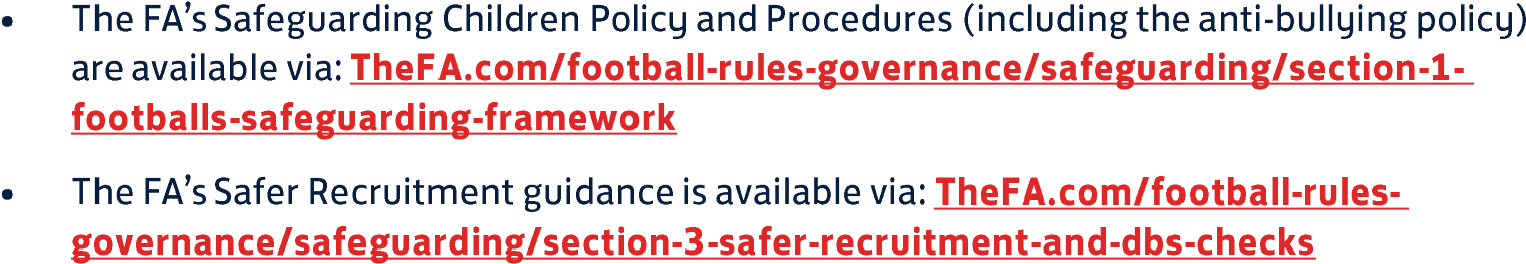 • The FA’s Safeguarding Children Policy and Procedures (including the anti-bullying policy)
are available via: TheFA.com/football-rules-governance/safeguarding/section-1-
footballs-safeguarding-framework
• The FA’s Safer Recruitment guidance is available via: TheFA.com/football-rules-
governance/safeguarding/section-3-safer-recruitment-and-dbs-checks